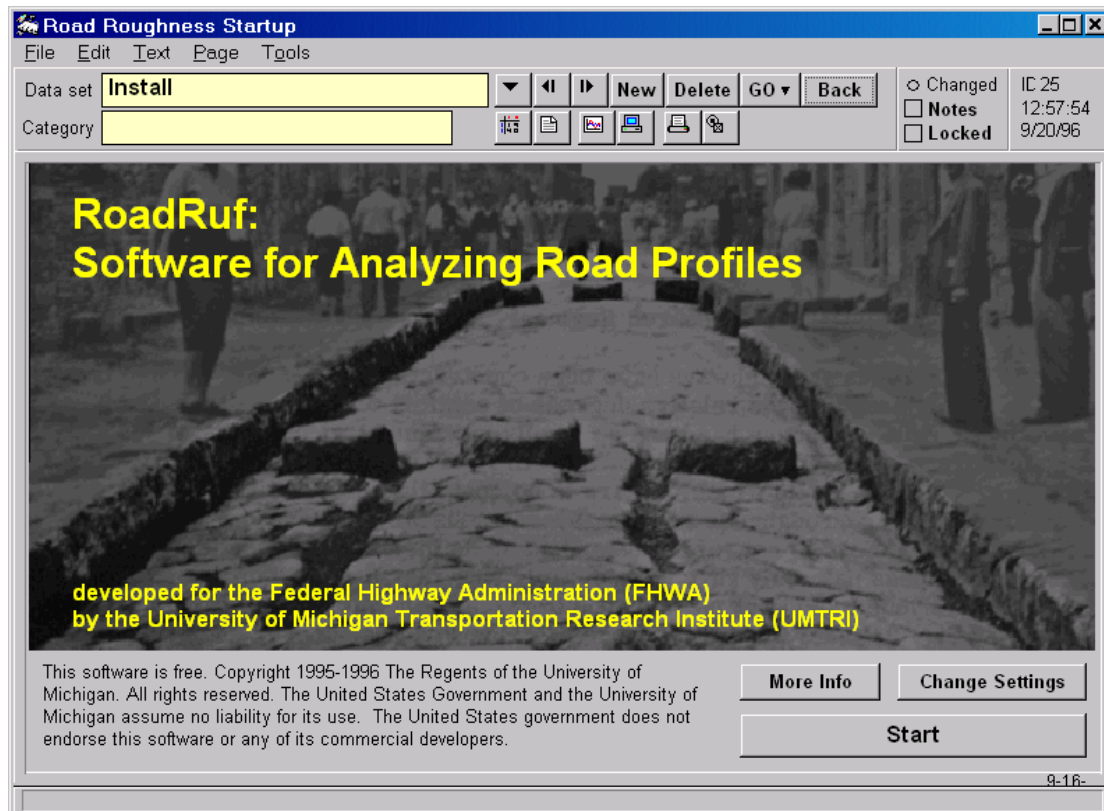 Road Roughness Startup
File Edit Text Page Tools
Data set Install New Delete GO Back Changed IC 25
Notes 12:57:54
Category Locked 9/20/96
RoadRuf:
Software for Analyzing Road Profiles
developed for the Federal Highway Administration (FHWA)
by the University of Michigan Transportation Research Institute (UMTRI)
This software is free. Copyright 1995-1996 The Regents of the University of
Michigan. All rights reserved. The United States Government and the University of
Michigan assume no liability for its use. The United States government does not
endorse this software or any of its commercial developers.
More Info Change Settings
Start
9-16-